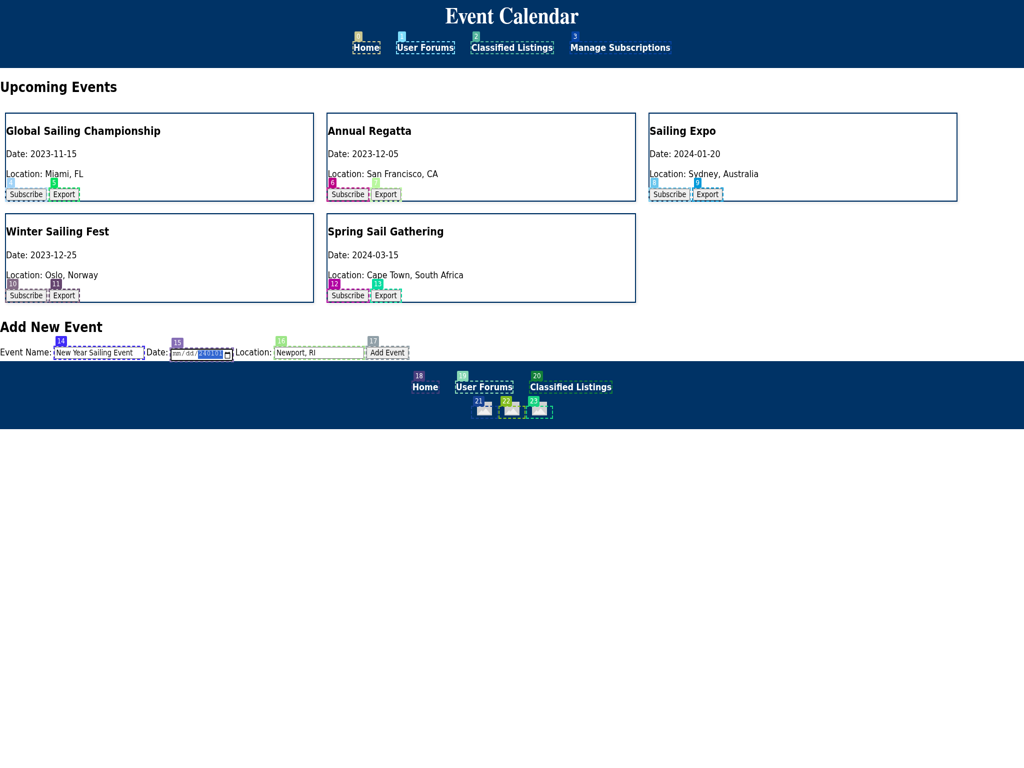 Event Calendar
0 1 2 3
Home User Forums Classified Listings Manage Subscriptions
Upcoming Events
Global Sailing Championship
Date: 2023-11-15
Location: Miami, FL
4 5
Subscribe Export
Annual Regatta
Date: 2023-12-05
Location: San Francisco, CA
6 7
Subscribe Export
Sailing Expo
Date: 2024-01-20
Location: Sydney, Australia
8 9
Subscribe Export
Winter Sailing Fest
Date: 2023-12-25
Location: Oslo, Norway
10 11
Subscribe Export
Spring Sail Gathering
Date: 2024-03-15
Location: Cape Town, South Africa
12 13
Subscribe Export
Add New Event
14 15 16 17
Event Name: New Year Sailing Event Date: mm/dd/240101 Location: Newport, RI Add Event
18 19 20
Home User Forums Classified Listings
21 22 23